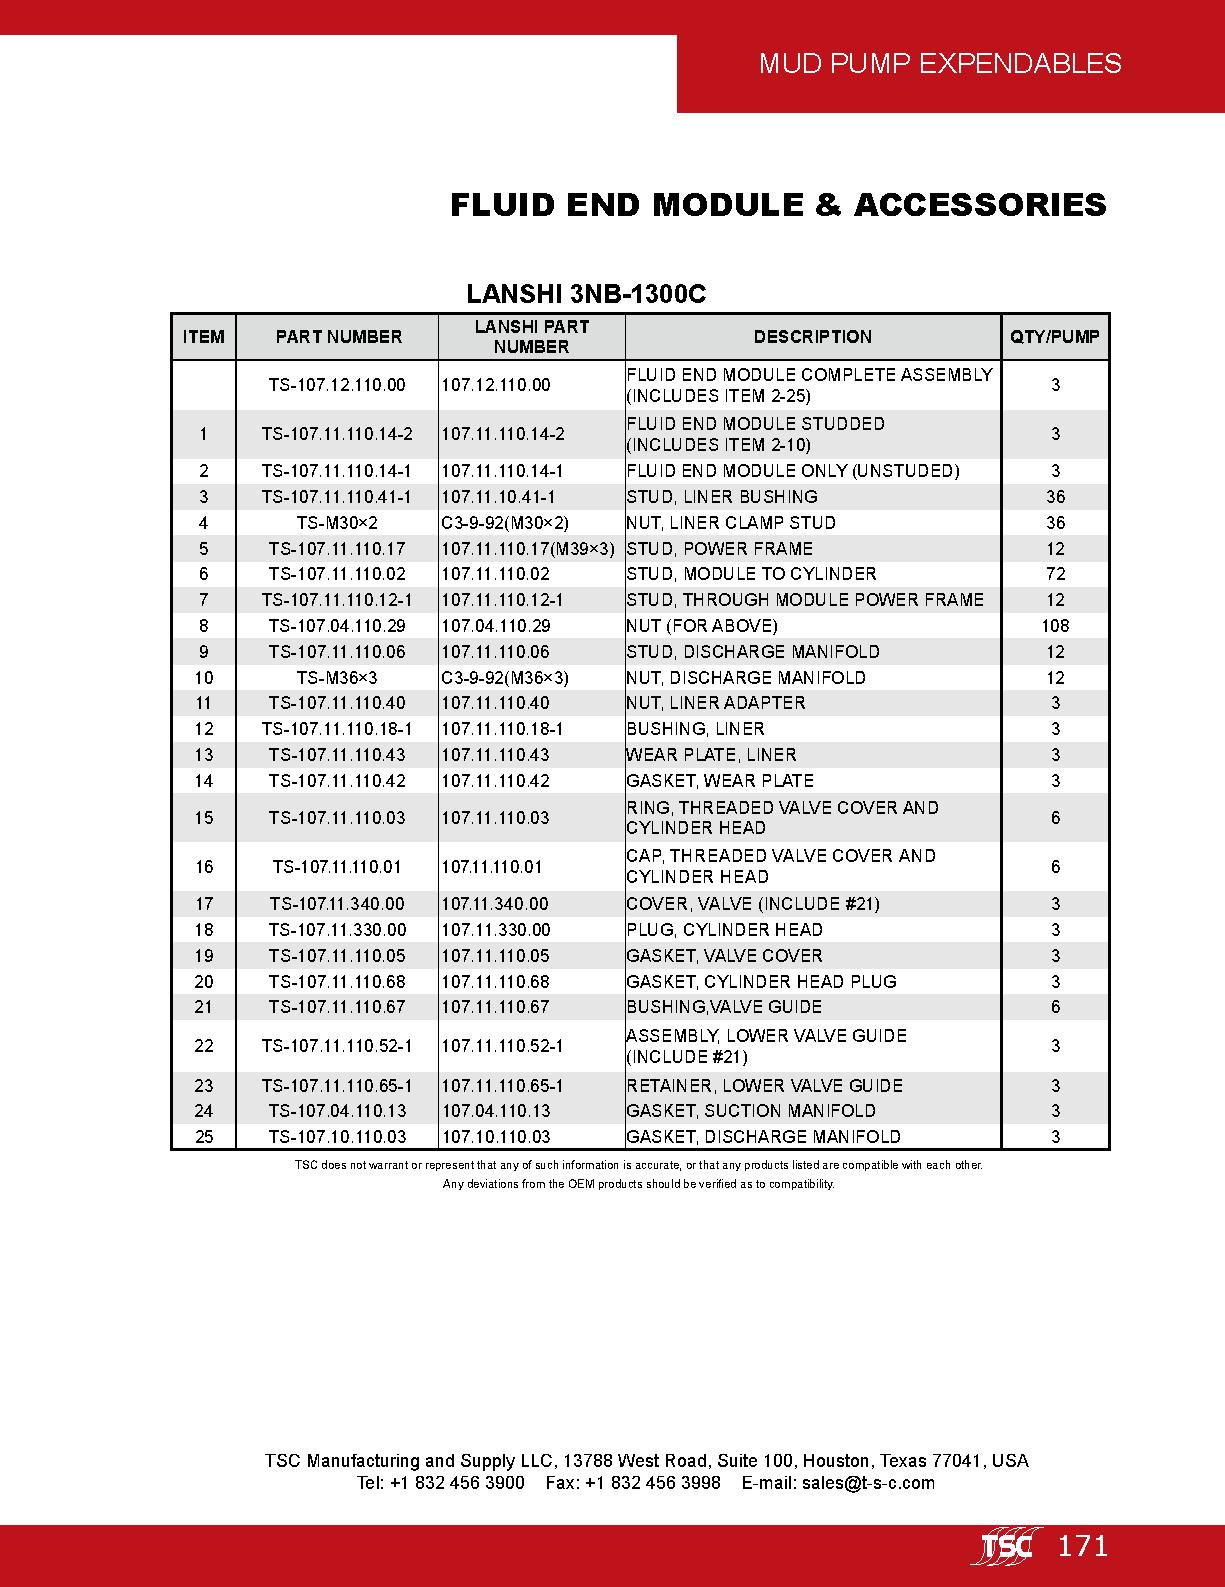 MUD PUMP EXPENDABLES
FLUID END MODULE & ACCESSORIES
LANSHI 3NB-1300C
ITEM PART NUMBER LANSHI PART NUMBER DESCRIPTION QTY/PUMP
TS-107.12.110.00 107.12.110.00 FLUID END MODULE COMPLETE ASSEMBLY (INCLUDES ITEM 2-25) 3
1 TS-107.11.110.14-2 107.11.110.14-2 FLUID END MODULE STUDDED (INCLUDES ITEM 2-10) 3
2 TS-107.11.110.14-1 107.11.110.14-1 FLUID END MODULE ONLY (UNSTUDED) 3
3 TS-107.11.110.41-1 107.11.10.41-1 STUD, LINER BUSHING 36
4 TS-M30×2 C3-9-92(M30×2) NUT, LINER CLAMP STUD 36
5 TS-107.11.110.17 107.11.110.17(M39×3) STUD, POWER FRAME 12
6 TS-107.11.110.02 107.11.110.02 STUD, MODULE TO CYLINDER 72
7 TS-107.11.110.12-1 107.11.110.12-1 STUD, THROUGH MODULE POWER FRAME 12
8 TS-107.04.110.29 107.04.110.29 NUT (FOR ABOVE) 108
9 TS-107.11.110.06 107.11.110.06 STUD, DISCHARGE MANIFOLD 12
10 TS-M36×3 C3-9-92(M36×3) NUT, DISCHARGE MANIFOLD 12
11 TS-107.11.110.40 107.11.110.40 NUT, LINER ADAPTER 3
12 TS-107.11.110.18-1 107.11.110.18-1 BUSHING, LINER 3
13 TS-107.11.110.43 107.11.110.43 WEAR PLATE, LINER 3
14 TS-107.11.110.42 107.11.110.42 GASKET, WEAR PLATE 3
15 TS-107.11.110.03 107.11.110.03 RING, THREADED VALVE COVER AND CYLINDER HEAD 6
16 TS-107.11.110.01 107.11.110.01 CAP, THREADED VALVE COVER AND CYLINDER HEAD 6
17 TS-107.11.340.00 107.11.340.00 COVER, VALVE (INCLUDE #21) 3
18 TS-107.11.330.00 107.11.330.00 PLUG, CYLINDER HEAD 3
19 TS-107.11.110.05 107.11.110.05 GASKET, VALVE COVER 3
20 TS-107.11.110.68 107.11.110.68 GASKET, CYLINDER HEAD PLUG 3
21 TS-107.11.110.67 107.11.110.67 BUSHING,VALVE GUIDE 6
22 TS-107.11.110.52-1 107.11.110.52-1 ASSEMBLY, LOWER VALVE GUIDE (INCLUDE #21) 3
23 TS-107.11.110.65-1 107.11.110.65-1 RETAINER, LOWER VALVE GUIDE 3
24 TS-107.04.110.13 107.04.110.13 GASKET, SUCTION MANIFOLD 3
25 TS-107.10.110.03 107.10.110.03 GASKET, DISCHARGE MANIFOLD 3
TSC does not warrant or represent that any of such information is accurate, or that any products listed are compatible with each other.
Any deviations from the OEM products should be verified as to compatibility.
TSC Manufacturing and Supply LLC, 13788 West Road, Suite 100, Houston, Texas 77041, USA
Tel: +1 832 456 3900 Fax: +1 832 456 3998 E-mail: sales@t-s-c.com
TSC 171